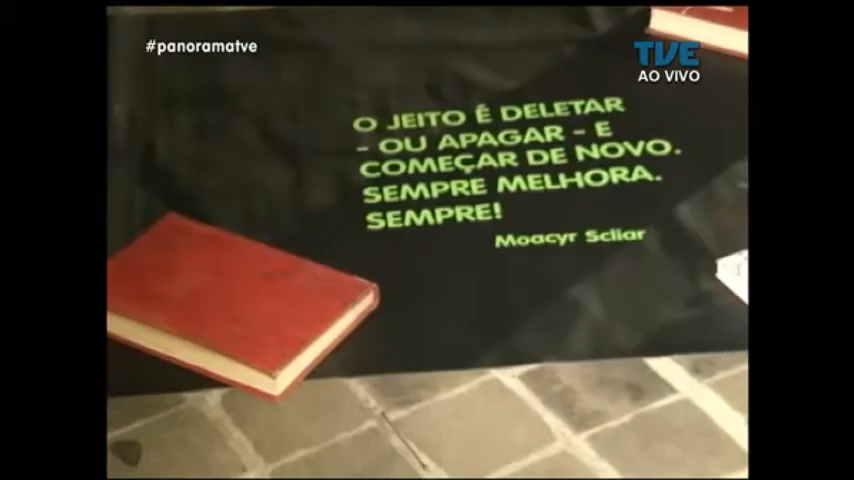 #panoramatve
TVE
AO VIVO
O JEITO É DELETAR
- OU APAGAR - E
COMEÇAR DE NOVO.
SEMPRE MELHORA.
SEMPRE!
Moacyr Scliar